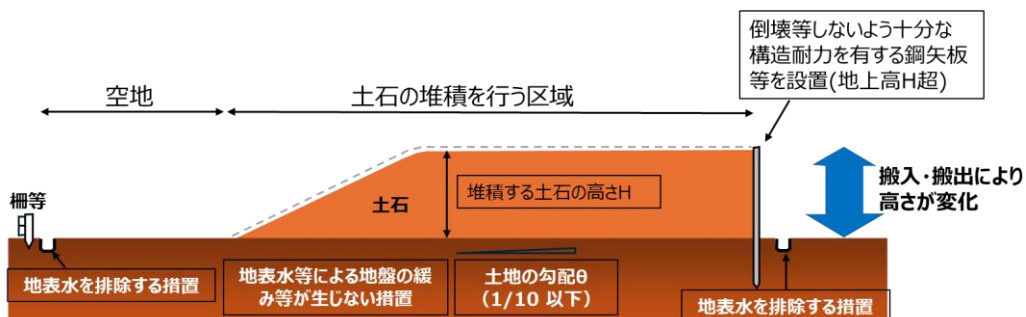 倒壊等しないよう十分な
構造耐力を有する鋼矢板
等を設置(地上高H超)
空地
土石の堆積を行う区域
搬入・搬出により
高さが変化
堆積する土石の高さH
土石
柵等
地表水を排除する措置
地表水等による地盤の緩
み等が生じない措置
土地の勾配θ
（1/10 以下）
地表水を排除する措置